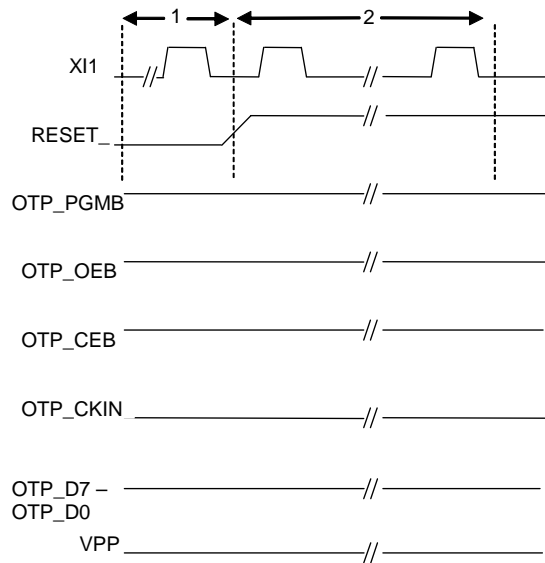 1
2
XI1
RESET_
OTP_PGMB
OTP_OEB
OTP_CEB
OTP_CKIN
OTP_D7 –
OTP_D0
VPP